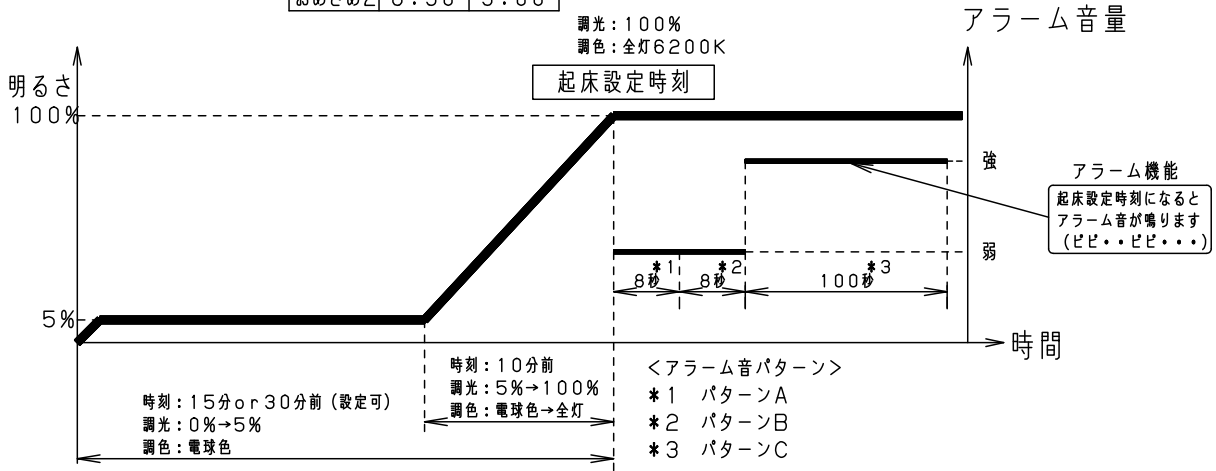 調光：100%
調色：全灯6200K
アラーム音量
起床設定時刻
明るさ
100%
強
アラーム機能
起床設定時刻になると
アラーム音が鳴ります
（ピピ・・ピピ・・・）
弱
*1
*2
*3
8秒
8秒
100秒
5%
時間
時刻：15分or30分前（設定可）
調光：0%→5%
調色：電球色
時刻：10分前
調光：5%→100%
調色：電球色→全灯
＜アラーム音パターン＞
*1 パターンA
*2 パターンB
*3 パターンC